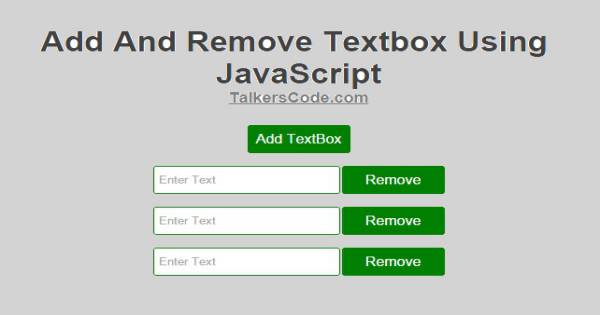 Add And Remove Textbox Using
JavaScript
TalkersCode.com
Add TextBox
Enter Text Remove
Enter Text Remove
Enter Text Remove